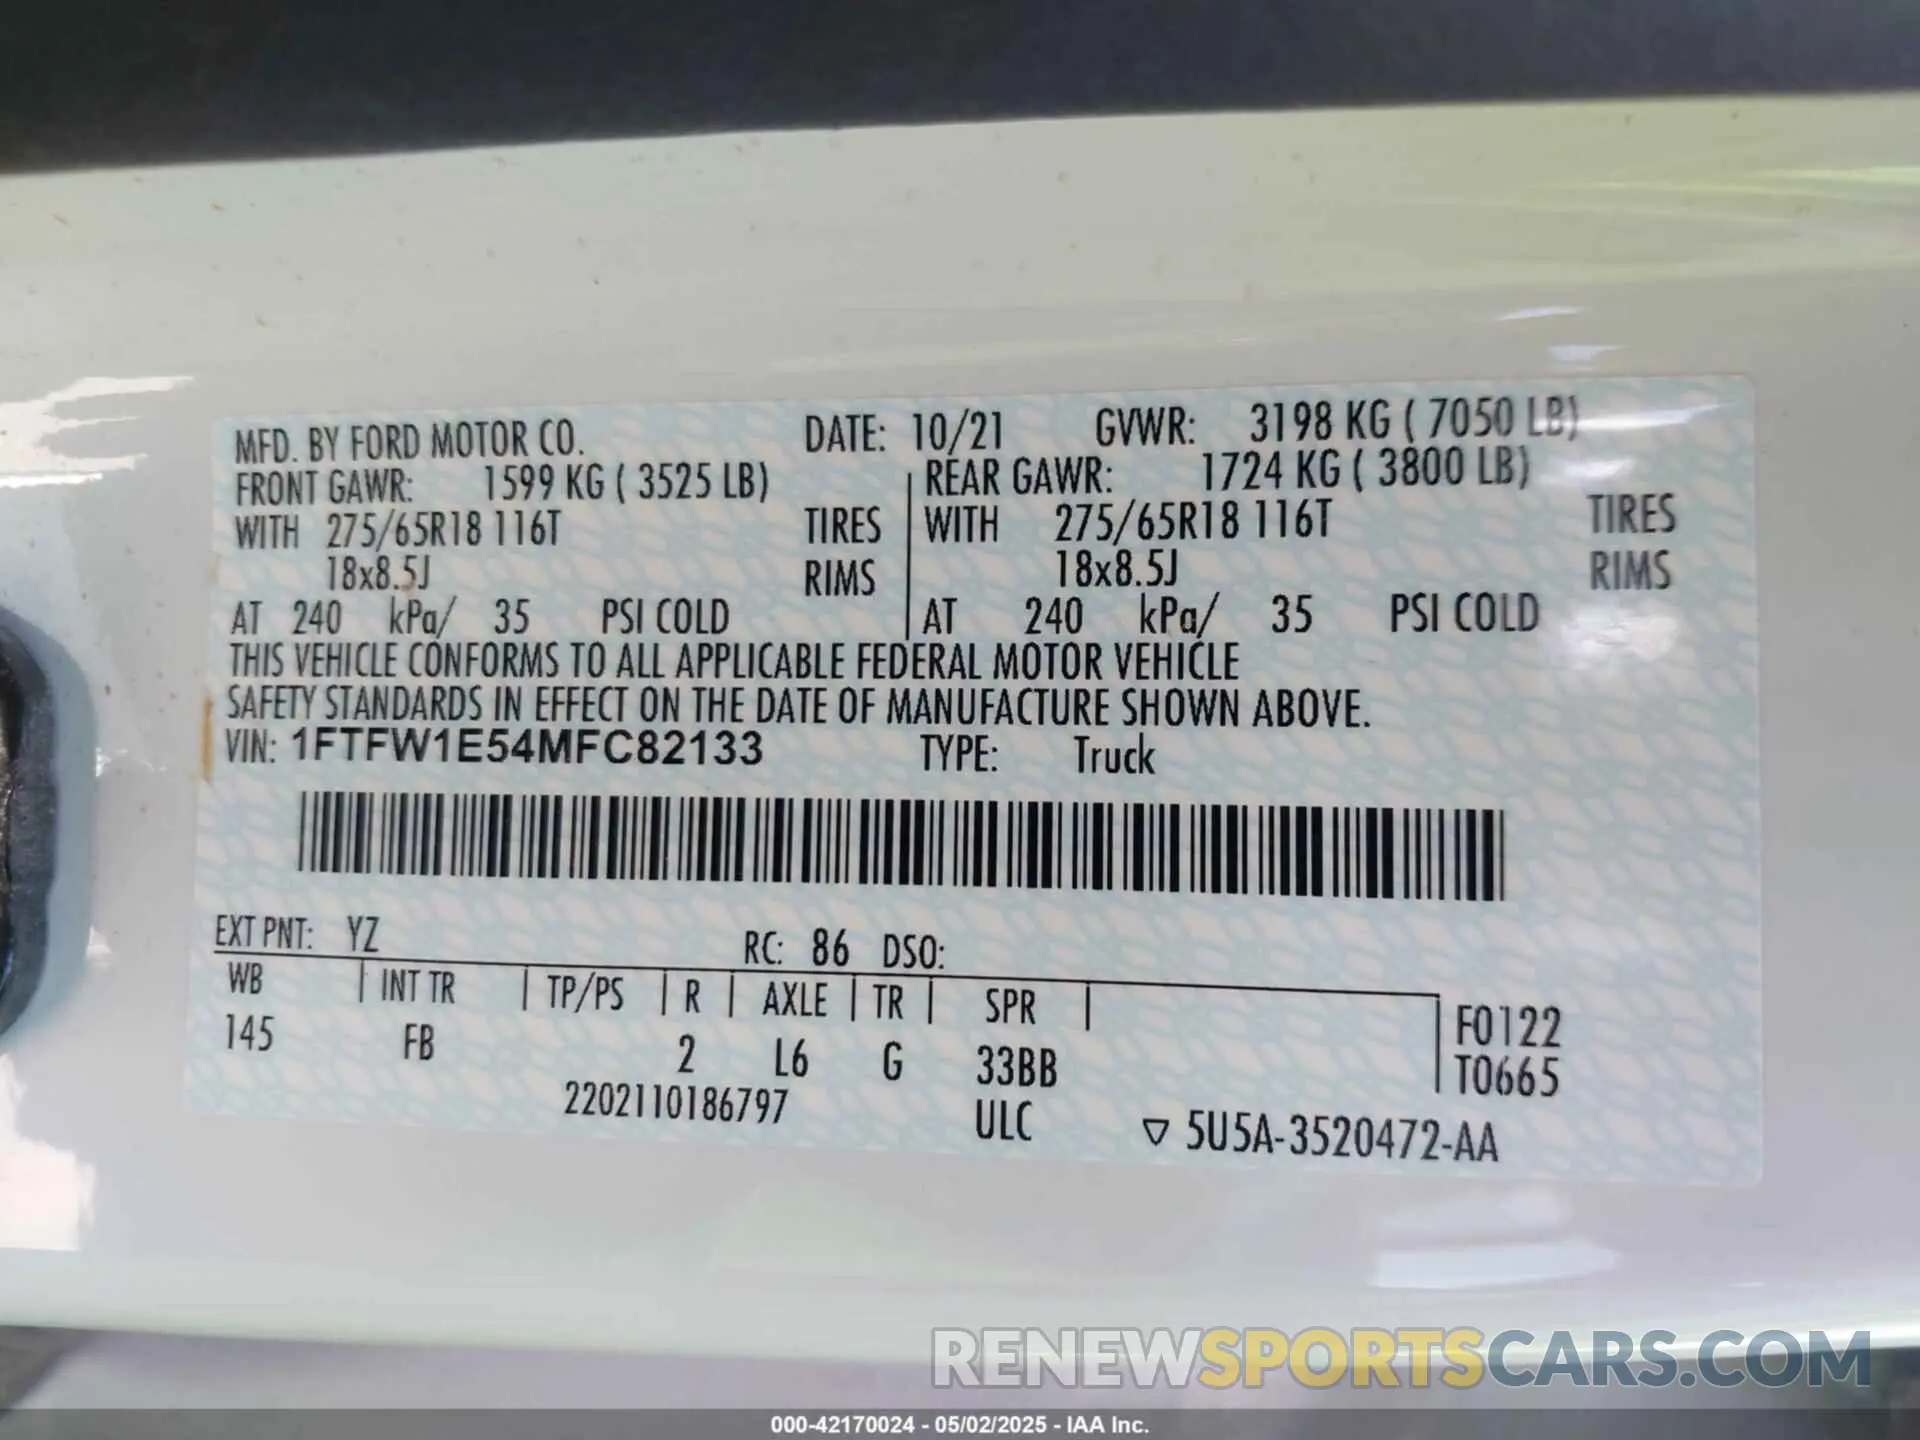 MFD. BY FORD MOTOR CO. DATE: 10/21 GVWR: 3198 KG ( 7050 LB)
FRONT GAWR: 1599 KG ( 3525 LB) REAR GAWR: 1724 KG ( 3800 LB)
WITH 275/65R18 116T TIRES WITH 275/65R18 116T TIRES
18x8.5J RIMS 18x8.5J RIMS
AT 240 kPa/ 35 PSI COLD AT 240 kPa/ 35 PSI COLD
THIS VEHICLE CONFORMS TO ALL APPLICABLE FEDERAL MOTOR VEHICLE
SAFETY STANDARDS IN EFFECT ON THE DATE OF MANUFACTURE SHOWN ABOVE.
VIN: 1FTFW1E54MFC82133 TYPE: Truck
EXT PNT: YZ RC: 86 DSO:
WB INT TR TP/PS R AXLE TR SPR F0122
145 FB 2 L6 G 33BB T0665
2202110186797 ULC ▽ 5U5A-3520472-AA
RENEWSPORTSCARS.COM
000-42170024 - 05/02/2025 - IAA Inc.